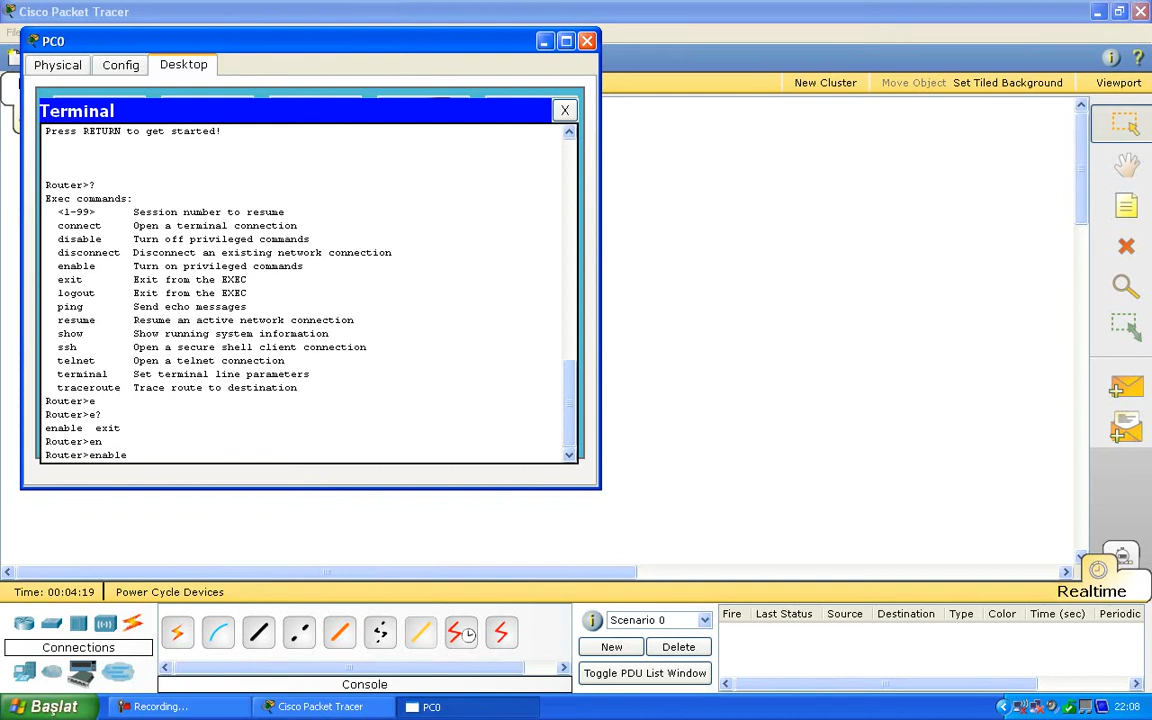 Cisco Packet Tracer
PC0
Physical Config Desktop
New Cluster Move Object Set Tiled Background Viewport
Terminal X
Press RETURN to get started!
Router>?
Exec commands:
<1-99> Session number to resume
connect Open a terminal connection
disable Turn off privileged commands
disconnect Disconnect an existing network connection
enable Turn on privileged commands
exit Exit from the EXEC
logout Exit from the EXEC
ping Send echo messages
resume Resume an active network connection
show Show running system information
ssh Open a secure shell client connection
telnet Open a telnet connection
terminal Set terminal line parameters
traceroute Trace route to destination
Router>e
Router>e?
enable exit
Router>en
Router>enable
Time: 00:04:19 Power Cycle Devices
Realtime
Connections
Console
Scenario 0
New Delete
Toggle PDU List Window
Fire Last Status Source Destination Type Color Time (sec) Periodic
Başlat Recording... Cisco Packet Tracer PC0 22:08